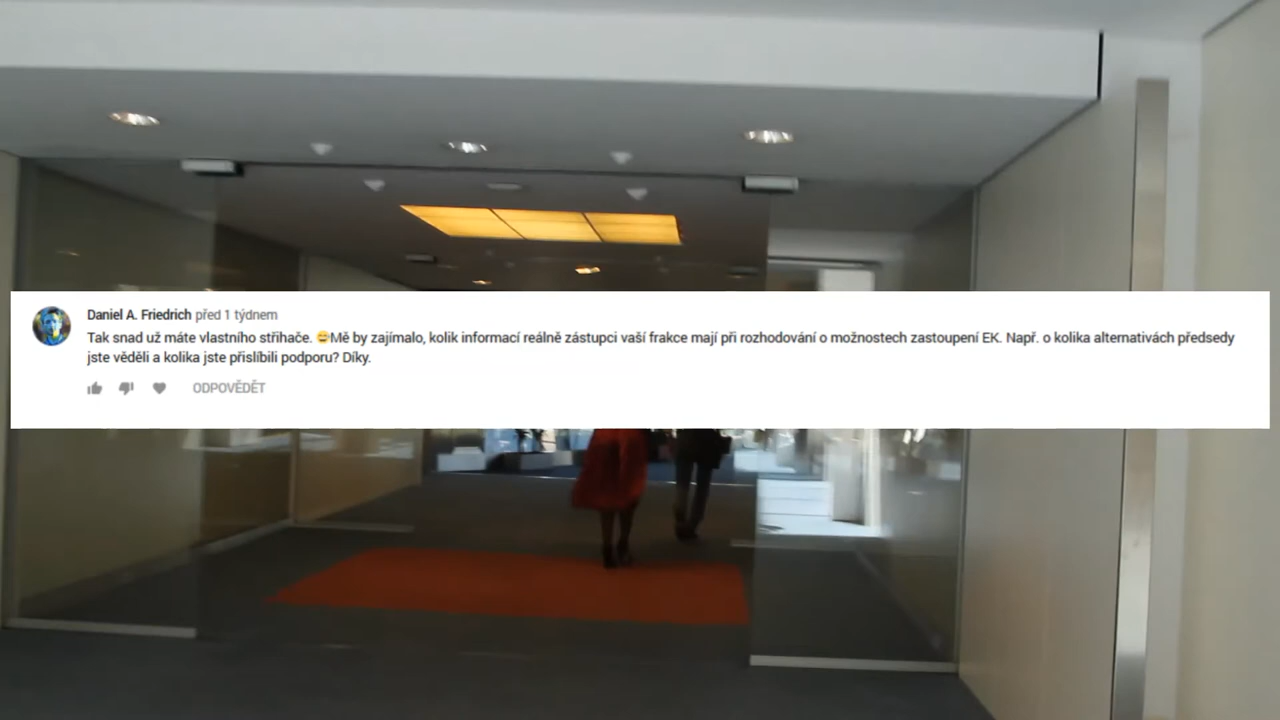 Daniel A. Friedrich před 1 týdnem
Tak snad už máte vlastního střihače. 😄Mě by zajímalo, kolik informací reálně zástupci vaší frakce mají při rozhodování o možnostech zastoupení EK. Např. o kolika alternativách předsedy
jste věděli a kolika jste přislíbili podporu? Díky.
ODPOVĚDĚT